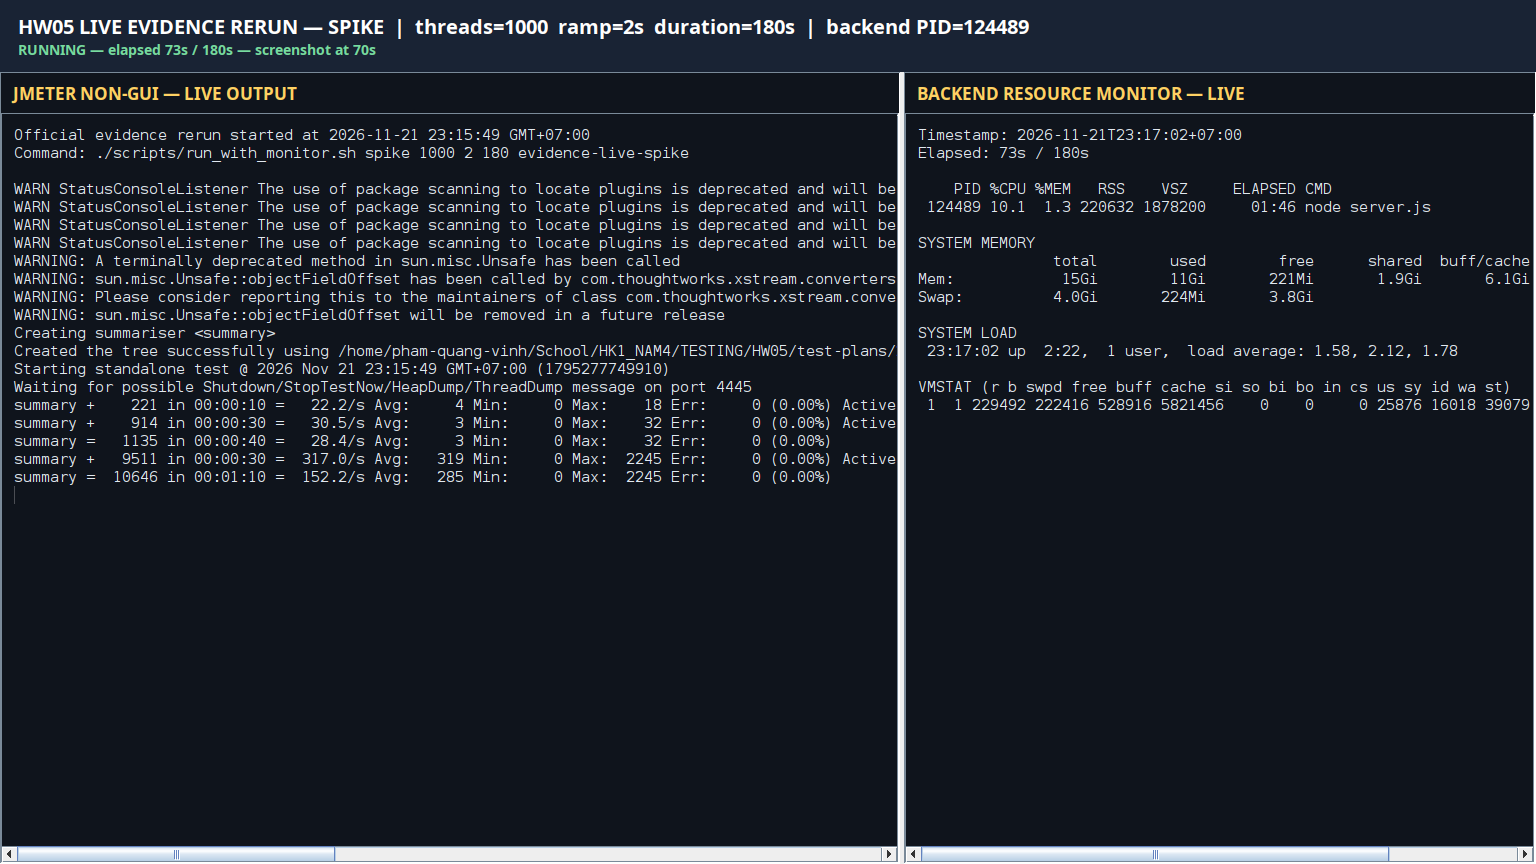 HW05 LIVE EVIDENCE RERUN — SPIKE | threads=1000 ramp=2s duration=180s | backend PID=124489
RUNNING — elapsed 73s / 180s — screenshot at 70s
JMETER NON-GUI — LIVE OUTPUT
Official evidence rerun started at 2026-11-21 23:15:49 GMT+07:00
Command: ./scripts/run_with_monitor.sh spike 1000 2 180 evidence-live-spike
WARN StatusConsoleListener The use of package scanning to locate plugins is deprecated and will be
WARN StatusConsoleListener The use of package scanning to locate plugins is deprecated and will be
WARN StatusConsoleListener The use of package scanning to locate plugins is deprecated and will be
WARN StatusConsoleListener The use of package scanning to locate plugins is deprecated and will be
WARNING: A terminally deprecated method in sun.misc.Unsafe has been called
WARNING: sun.misc.Unsafe::objectFieldOffset has been called by com.thoughtworks.xstream.converters
WARNING: Please consider reporting this to the maintainers of class com.thoughtworks.xstream.conve
WARNING: sun.misc.Unsafe::objectFieldOffset will be removed in a future release
Creating summariser <summary>
Created the tree successfully using /home/pham-quang-vinh/School/HK1_NAM4/TESTING/HW05/test-plans/
Starting standalone test @ 2026 Nov 21 23:15:49 GMT+07:00 (1795277749910)
Waiting for possible Shutdown/StopTestNow/HeapDump/ThreadDump message on port 4445
summary +    221 in 00:00:10 =   22.2/s Avg:     4 Min:     0 Max:    18 Err:     0 (0.00%) Active
summary +    914 in 00:00:30 =   30.5/s Avg:     3 Min:     0 Max:    32 Err:     0 (0.00%) Active
summary =   1135 in 00:00:40 =   28.4/s Avg:     3 Min:     0 Max:    32 Err:     0 (0.00%)
summary +   9511 in 00:00:30 =  317.0/s Avg:   319 Min:     0 Max:  2245 Err:     0 (0.00%) Active
summary =  10646 in 00:01:10 =  152.2/s Avg:   285 Min:     0 Max:  2245 Err:     0 (0.00%)
BACKEND RESOURCE MONITOR — LIVE
Timestamp: 2026-11-21T23:17:02+07:00
Elapsed: 73s / 180s
PID %CPU %MEM   RSS    VSZ     ELAPSED CMD
124489 10.1  1.3 220632 1878200     01:46 node server.js
SYSTEM MEMORY
total        used        free      shared  buff/cache
Mem:            15Gi        11Gi       221Mi       1.9Gi       6.1Gi
Swap:          4.0Gi       224Mi       3.8Gi
SYSTEM LOAD
23:17:02 up  2:22,  1 user,  load average: 1.58, 2.12, 1.78
VMSTAT (r b swpd free buff cache si so bi bo in cs us sy id wa st)
1  1 229492 222416 528916 5821456    0    0     0 25876 16018 39079